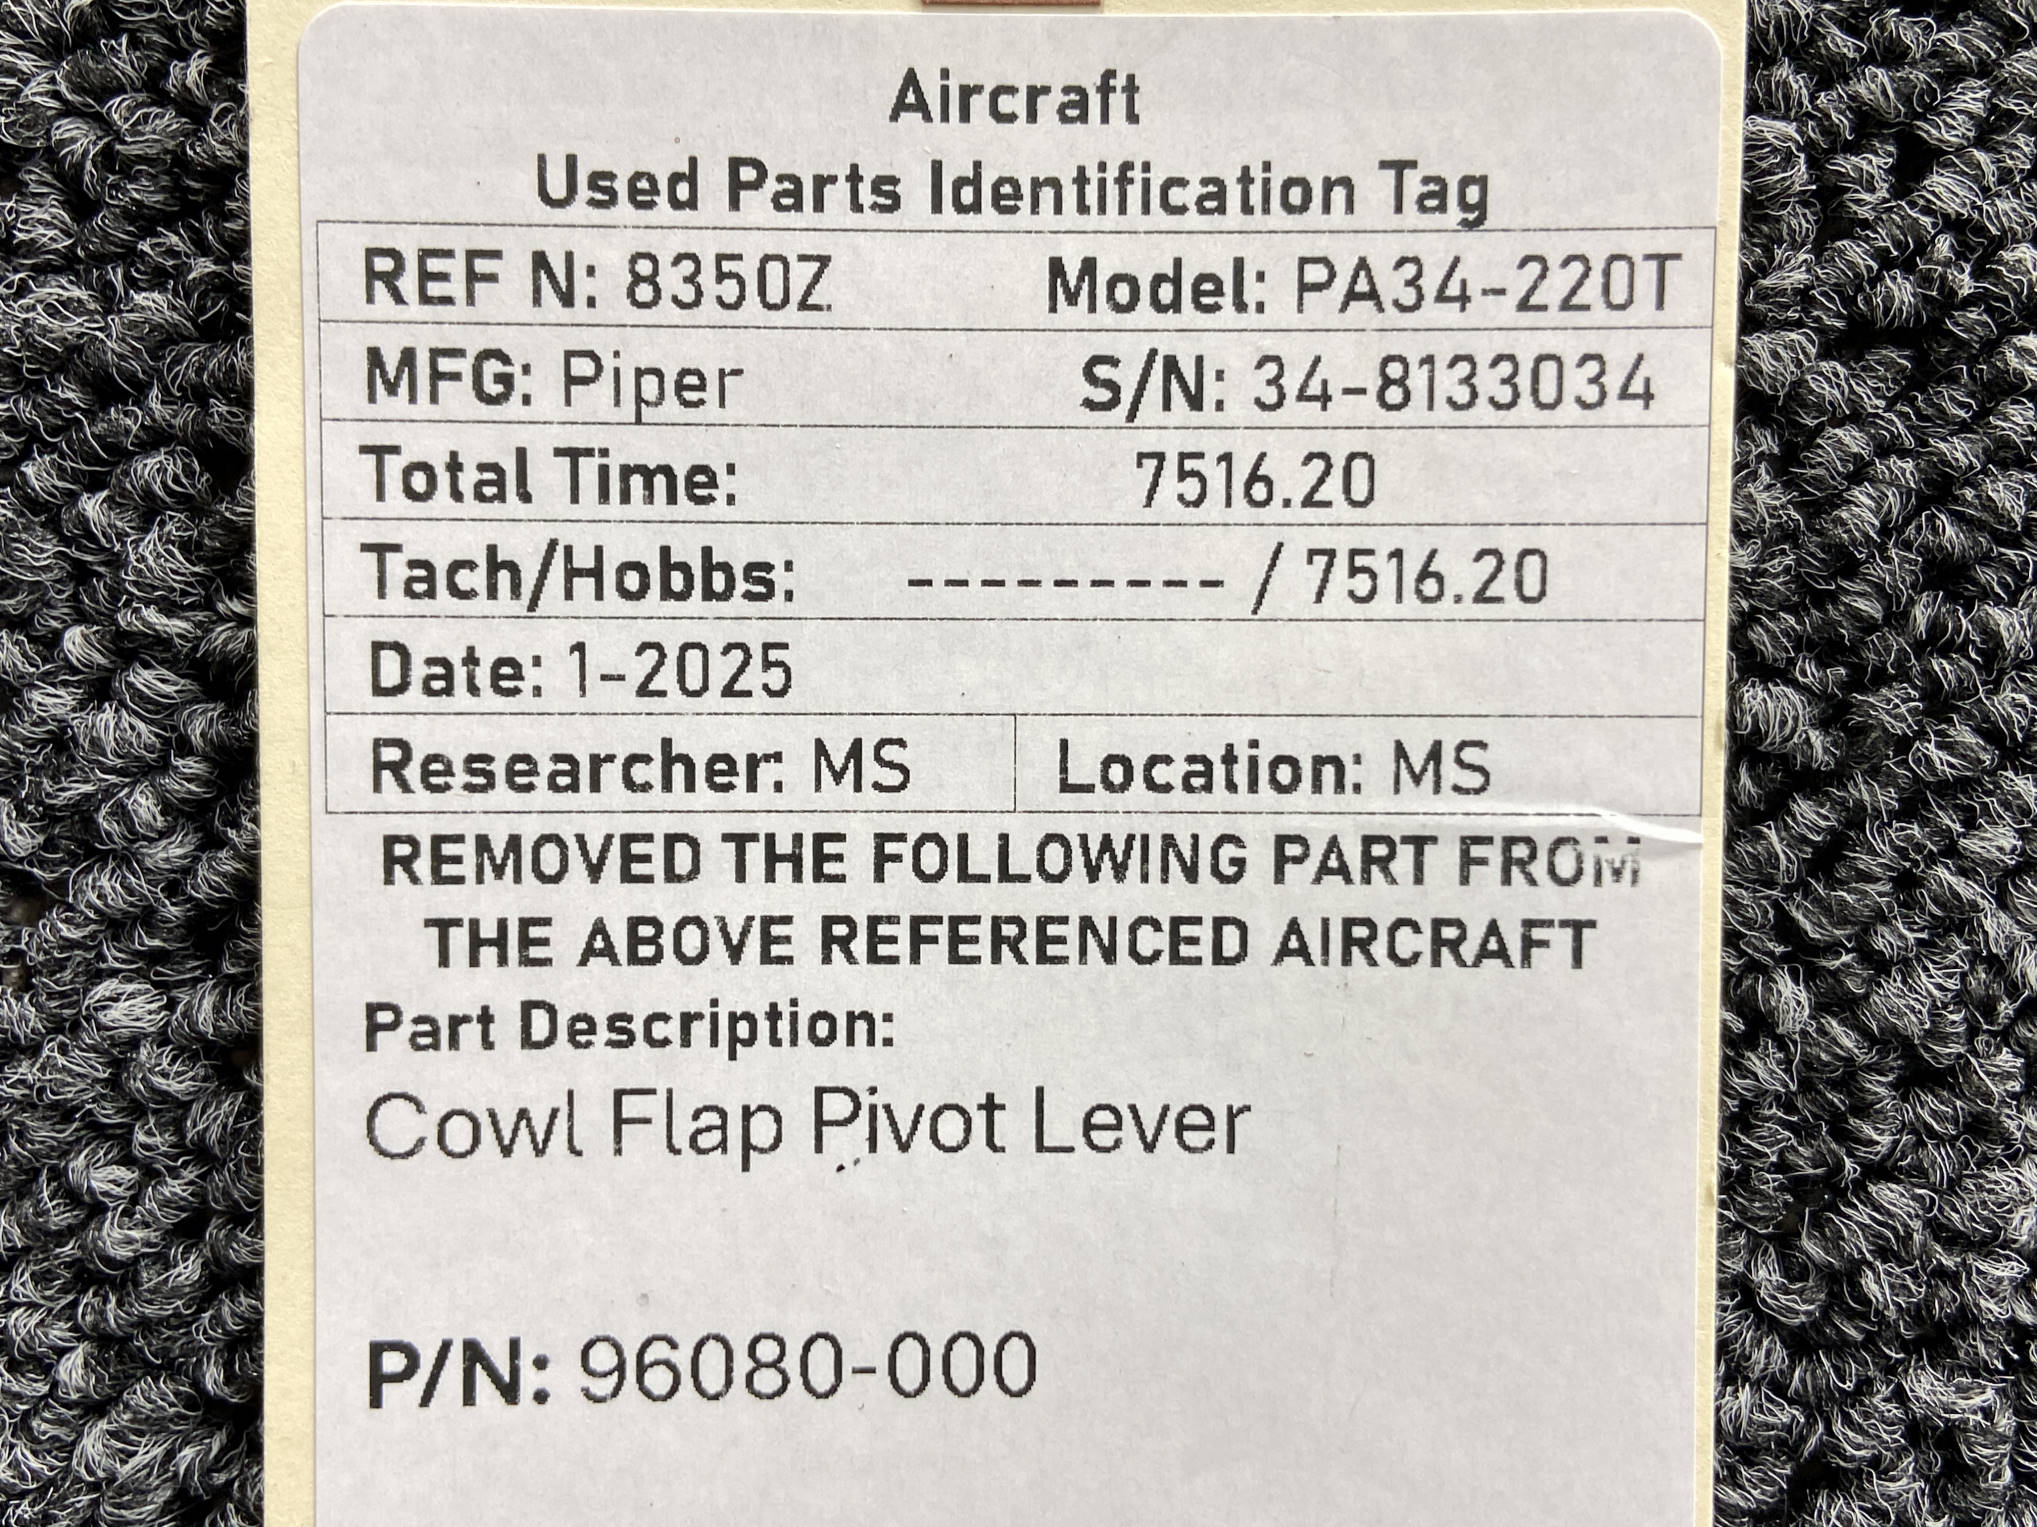 Aircraft
Used Parts Identification Tag
REF N: 8350Z Model: PA34-220T
MFG: Piper S/N: 34-8133034
Total Time: 7516.20
Tach/Hobbs: --------- / 7516.20
Date: 1-2025
Researcher: MS Location: MS
REMOVED THE FOLLOWING PART FROM
THE ABOVE REFERENCED AIRCRAFT
Part Description:
Cowl Flap Pivot Lever
P/N: 96080-000